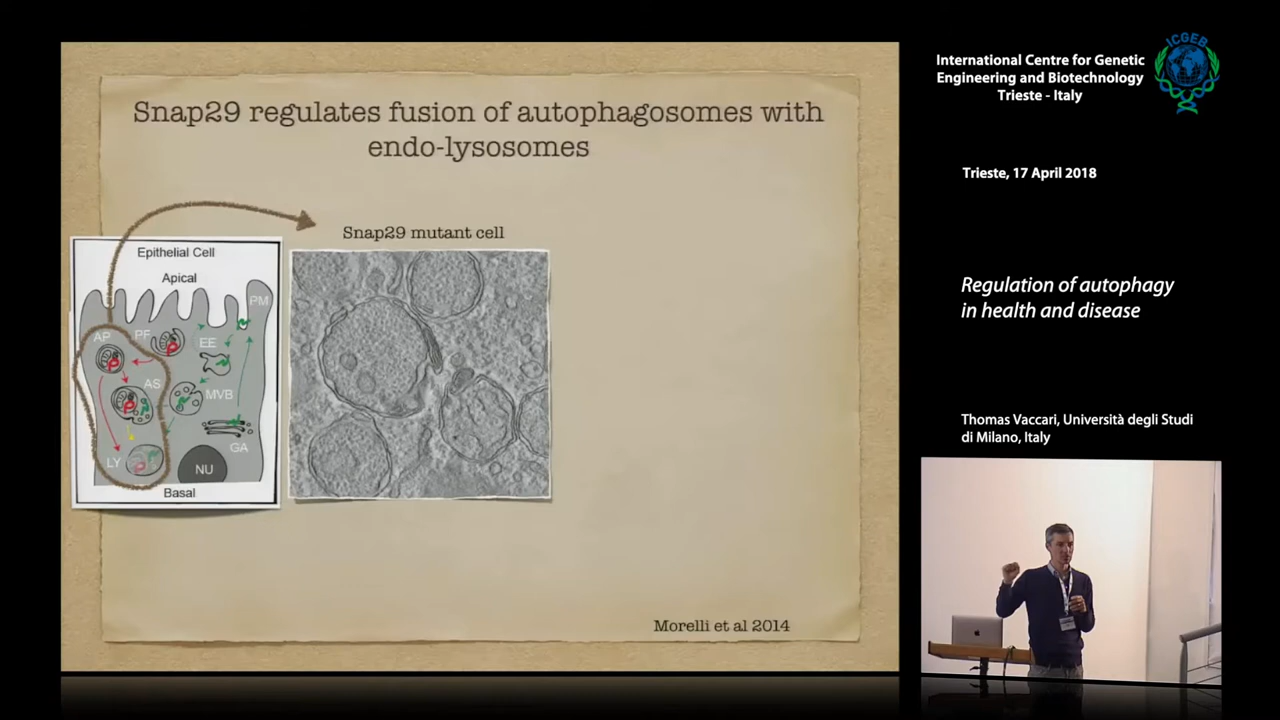 Snap29 regulates fusion of autophagosomes with
endo-lysosomes
Snap29 mutant cell
Epithelial Cell
Apical
PM
AP
PF
EE
AS
MVB
GA
LY
NU
Basal
Morelli et al 2014
International Centre for Genetic
Engineering and Biotechnology
Trieste - Italy
ICGEB
Trieste, 17 April 2018
Regulation of autophagy
in health and disease
Thomas Vaccari, Università degli Studi
di Milano, Italy